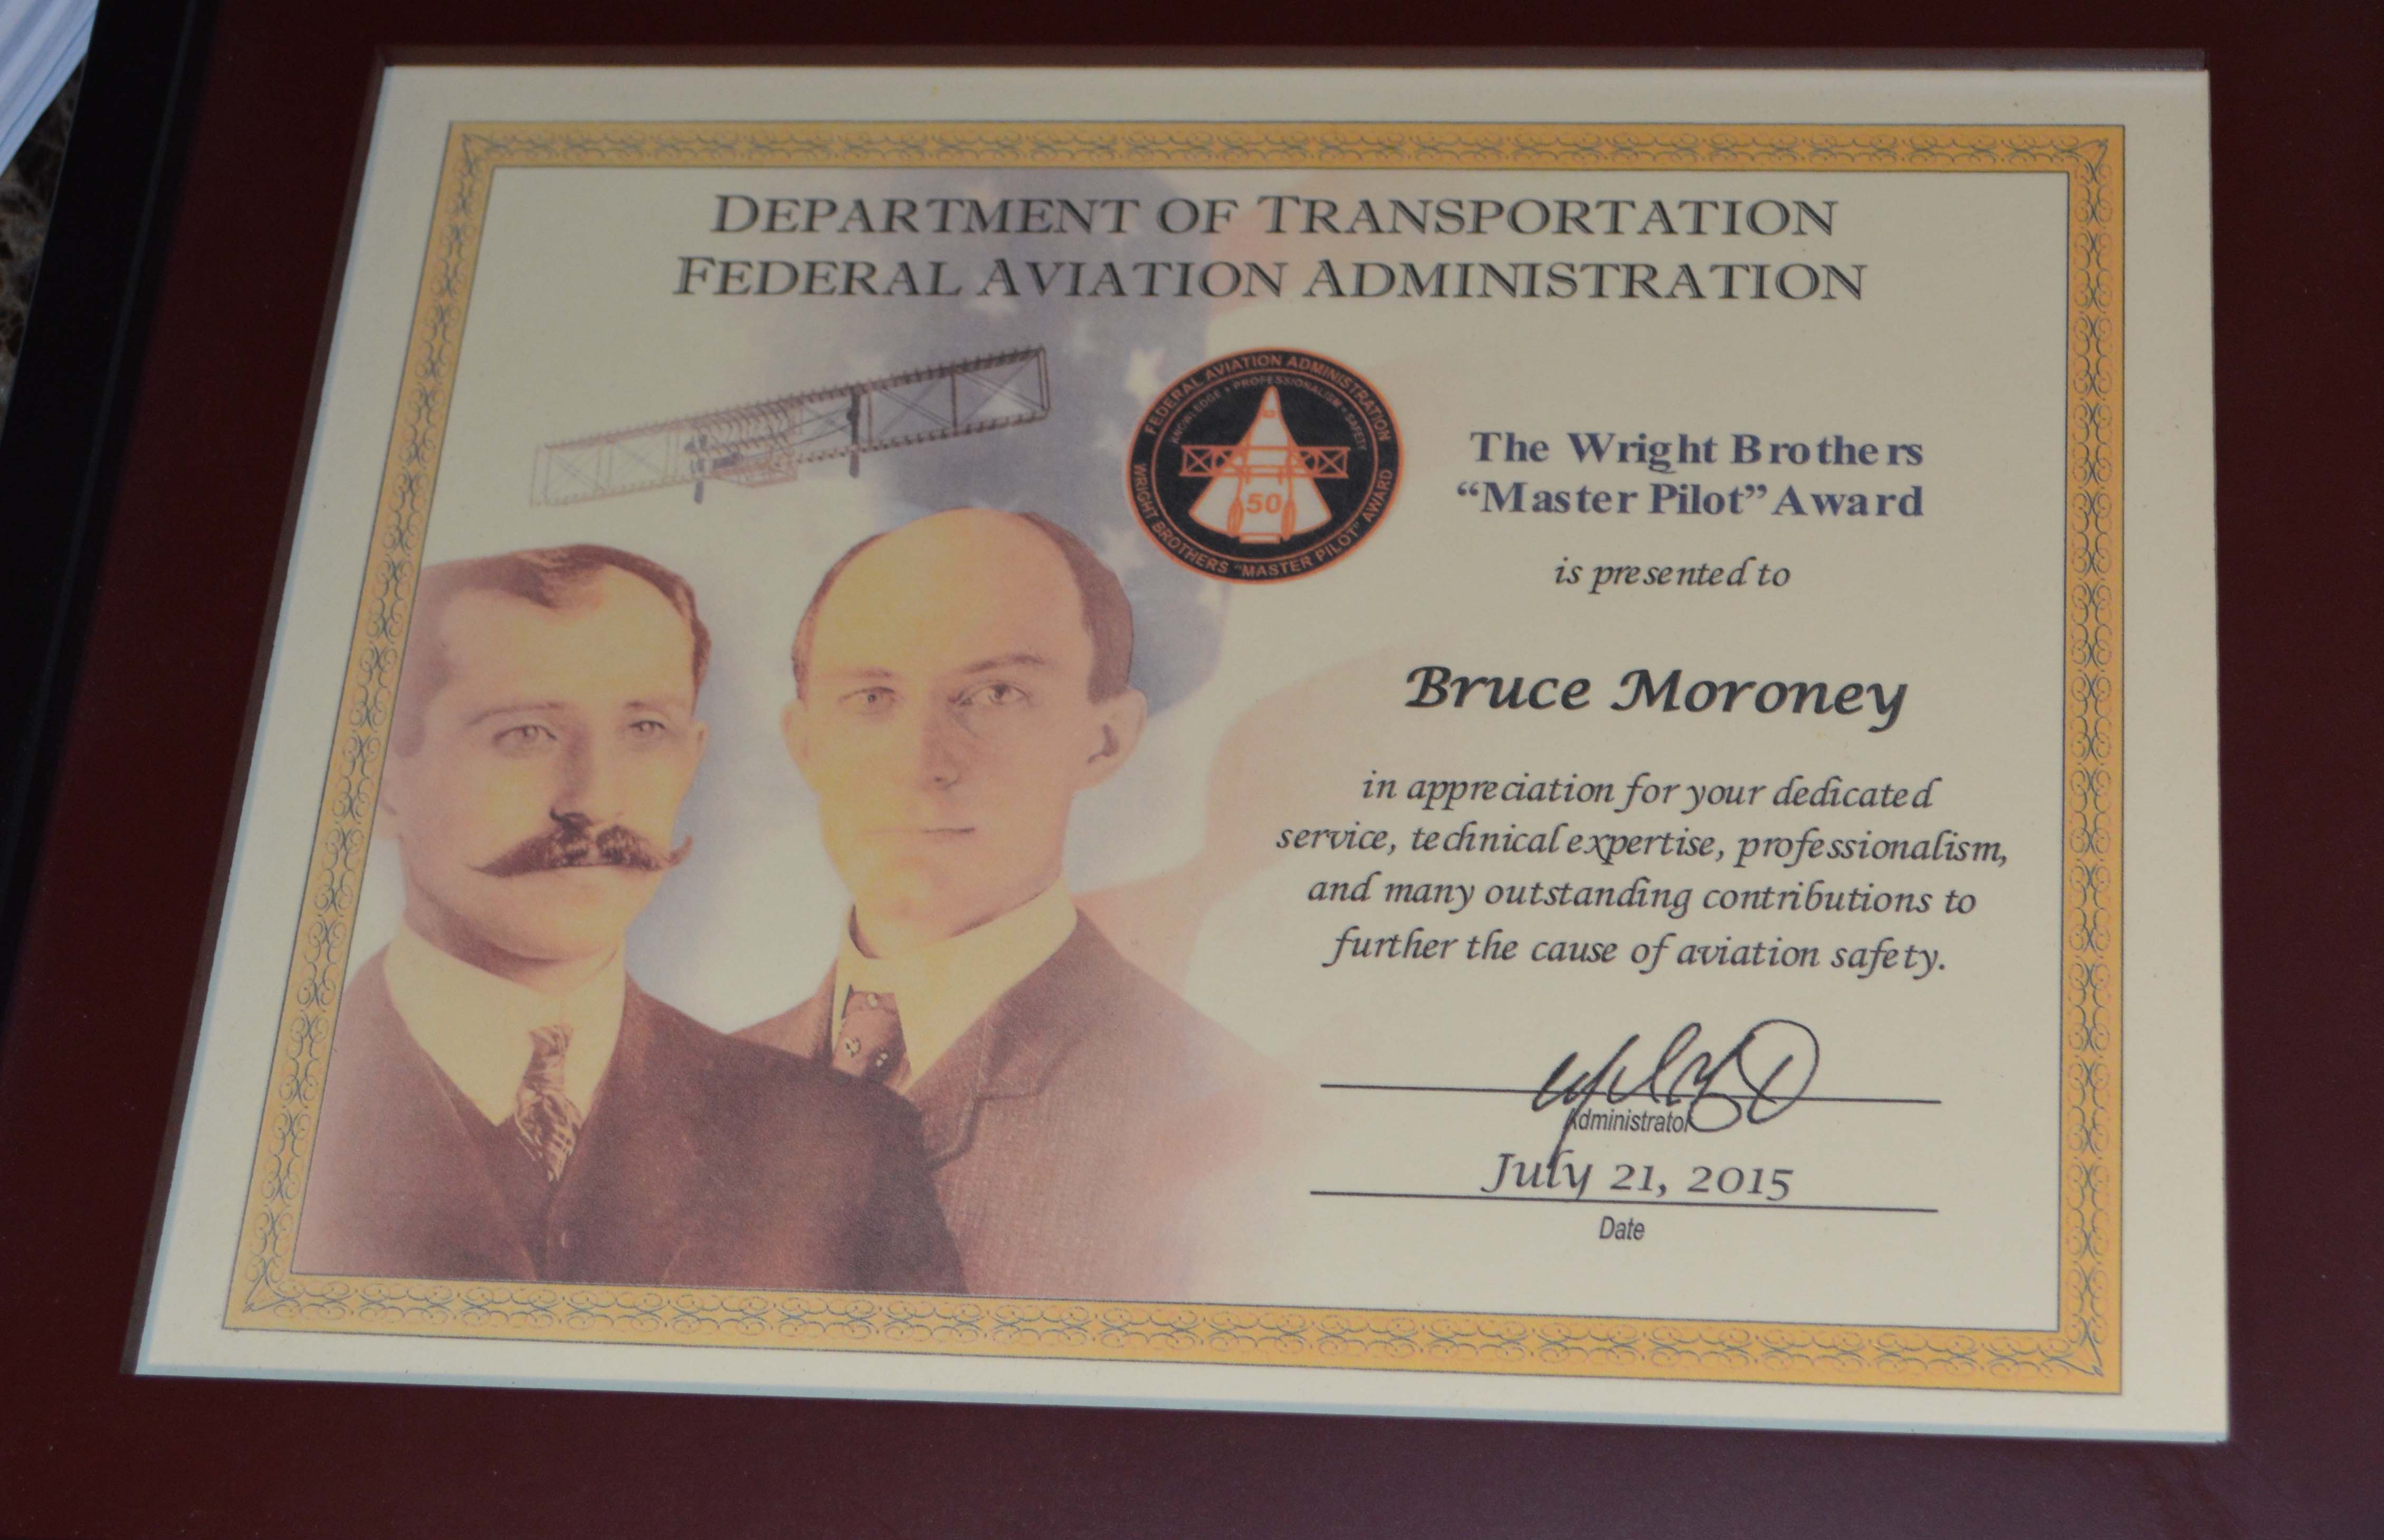 DEPARTMENT OF TRANSPORTATION
FEDERAL AVIATION ADMINISTRATION
FEDERAL AVIATION ADMINISTRATION
KNOWLEDGE • PROFESSIONALISM • SAFETY
50
WRIGHT BROTHERS "MASTER PILOT" AWARD
The Wright Brothers
“Master Pilot” Award
is presented to
Bruce Moroney
in appreciation for your dedicated
service, technical expertise, professionalism,
and many outstanding contributions to
further the cause of aviation safety.
Administrator
July 21, 2015
Date